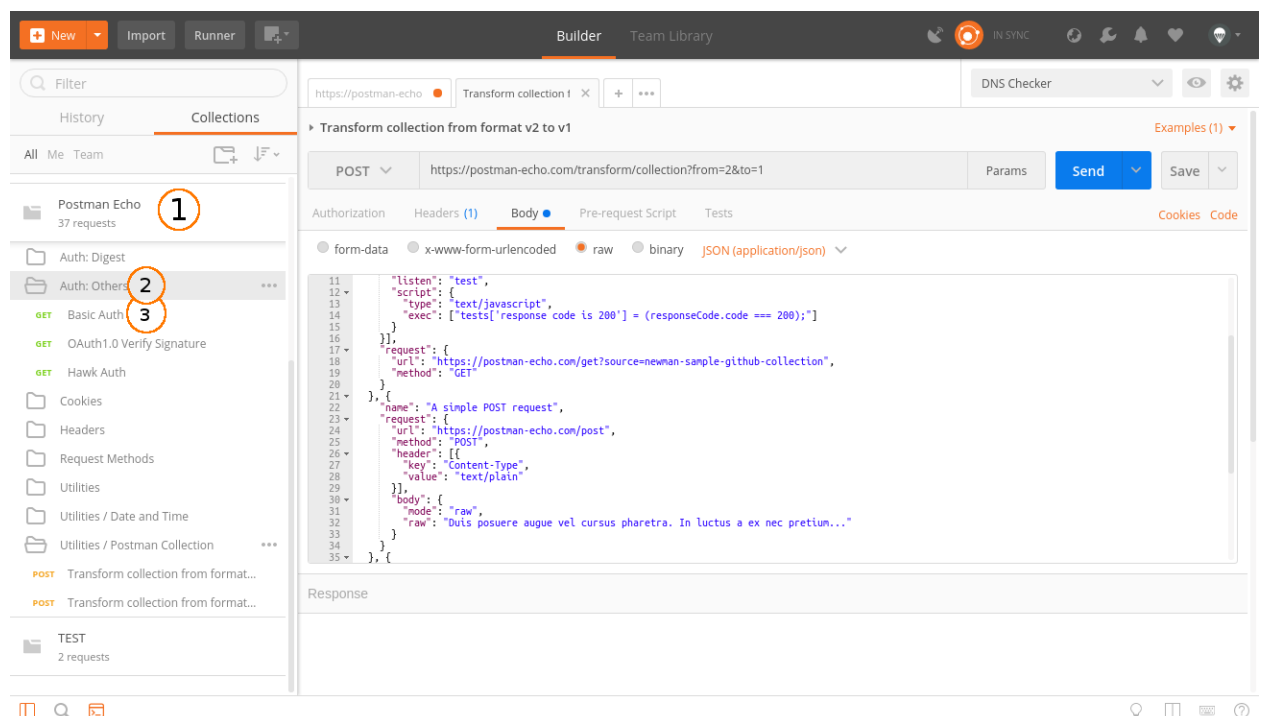 New Import Runner Builder Team Library IN SYNC
Filter
History Collections
All Me Team
Postman Echo 1
37 requests
Auth: Digest
Auth: Others 2
GET Basic Auth 3
GET OAuth1.0 Verify Signature
GET Hawk Auth
Cookies
Headers
Request Methods
Utilities
Utilities / Date and Time
Utilities / Postman Collection
POST Transform collection from format...
POST Transform collection from format...
TEST
2 requests
https://postman-echo Transform collection f DNS Checker
Transform collection from format v2 to v1 Examples (1)
POST https://postman-echo.com/transform/collection?from=2&to=1 Params Send Save
Authorization Headers (1) Body Pre-request Script Tests Cookies Code
form-data x-www-form-urlencoded raw binary JSON (application/json)
11 "listen": "test",
12 "script": {
13 "type": "text/javascript",
14 "exec": ["tests['response code is 200'] = (responseCode.code === 200);"]
15 }
16 }],
17 "request": {
18 "url": "https://postman-echo.com/get?source=newman-sample-github-collection",
19 "method": "GET"
20 }
21 }, {
22 "name": "A simple POST request",
23 "request": {
24 "url": "https://postman-echo.com/post",
25 "method": "POST",
26 "header": [{
27 "key": "Content-Type",
28 "value": "text/plain"
29 }],
30 "body": {
31 "mode": "raw",
32 "raw": "Duis posuere augue vel cursus pharetra. In luctus a ex nec pretium..."
33 }
34 }
35 }, {
Response